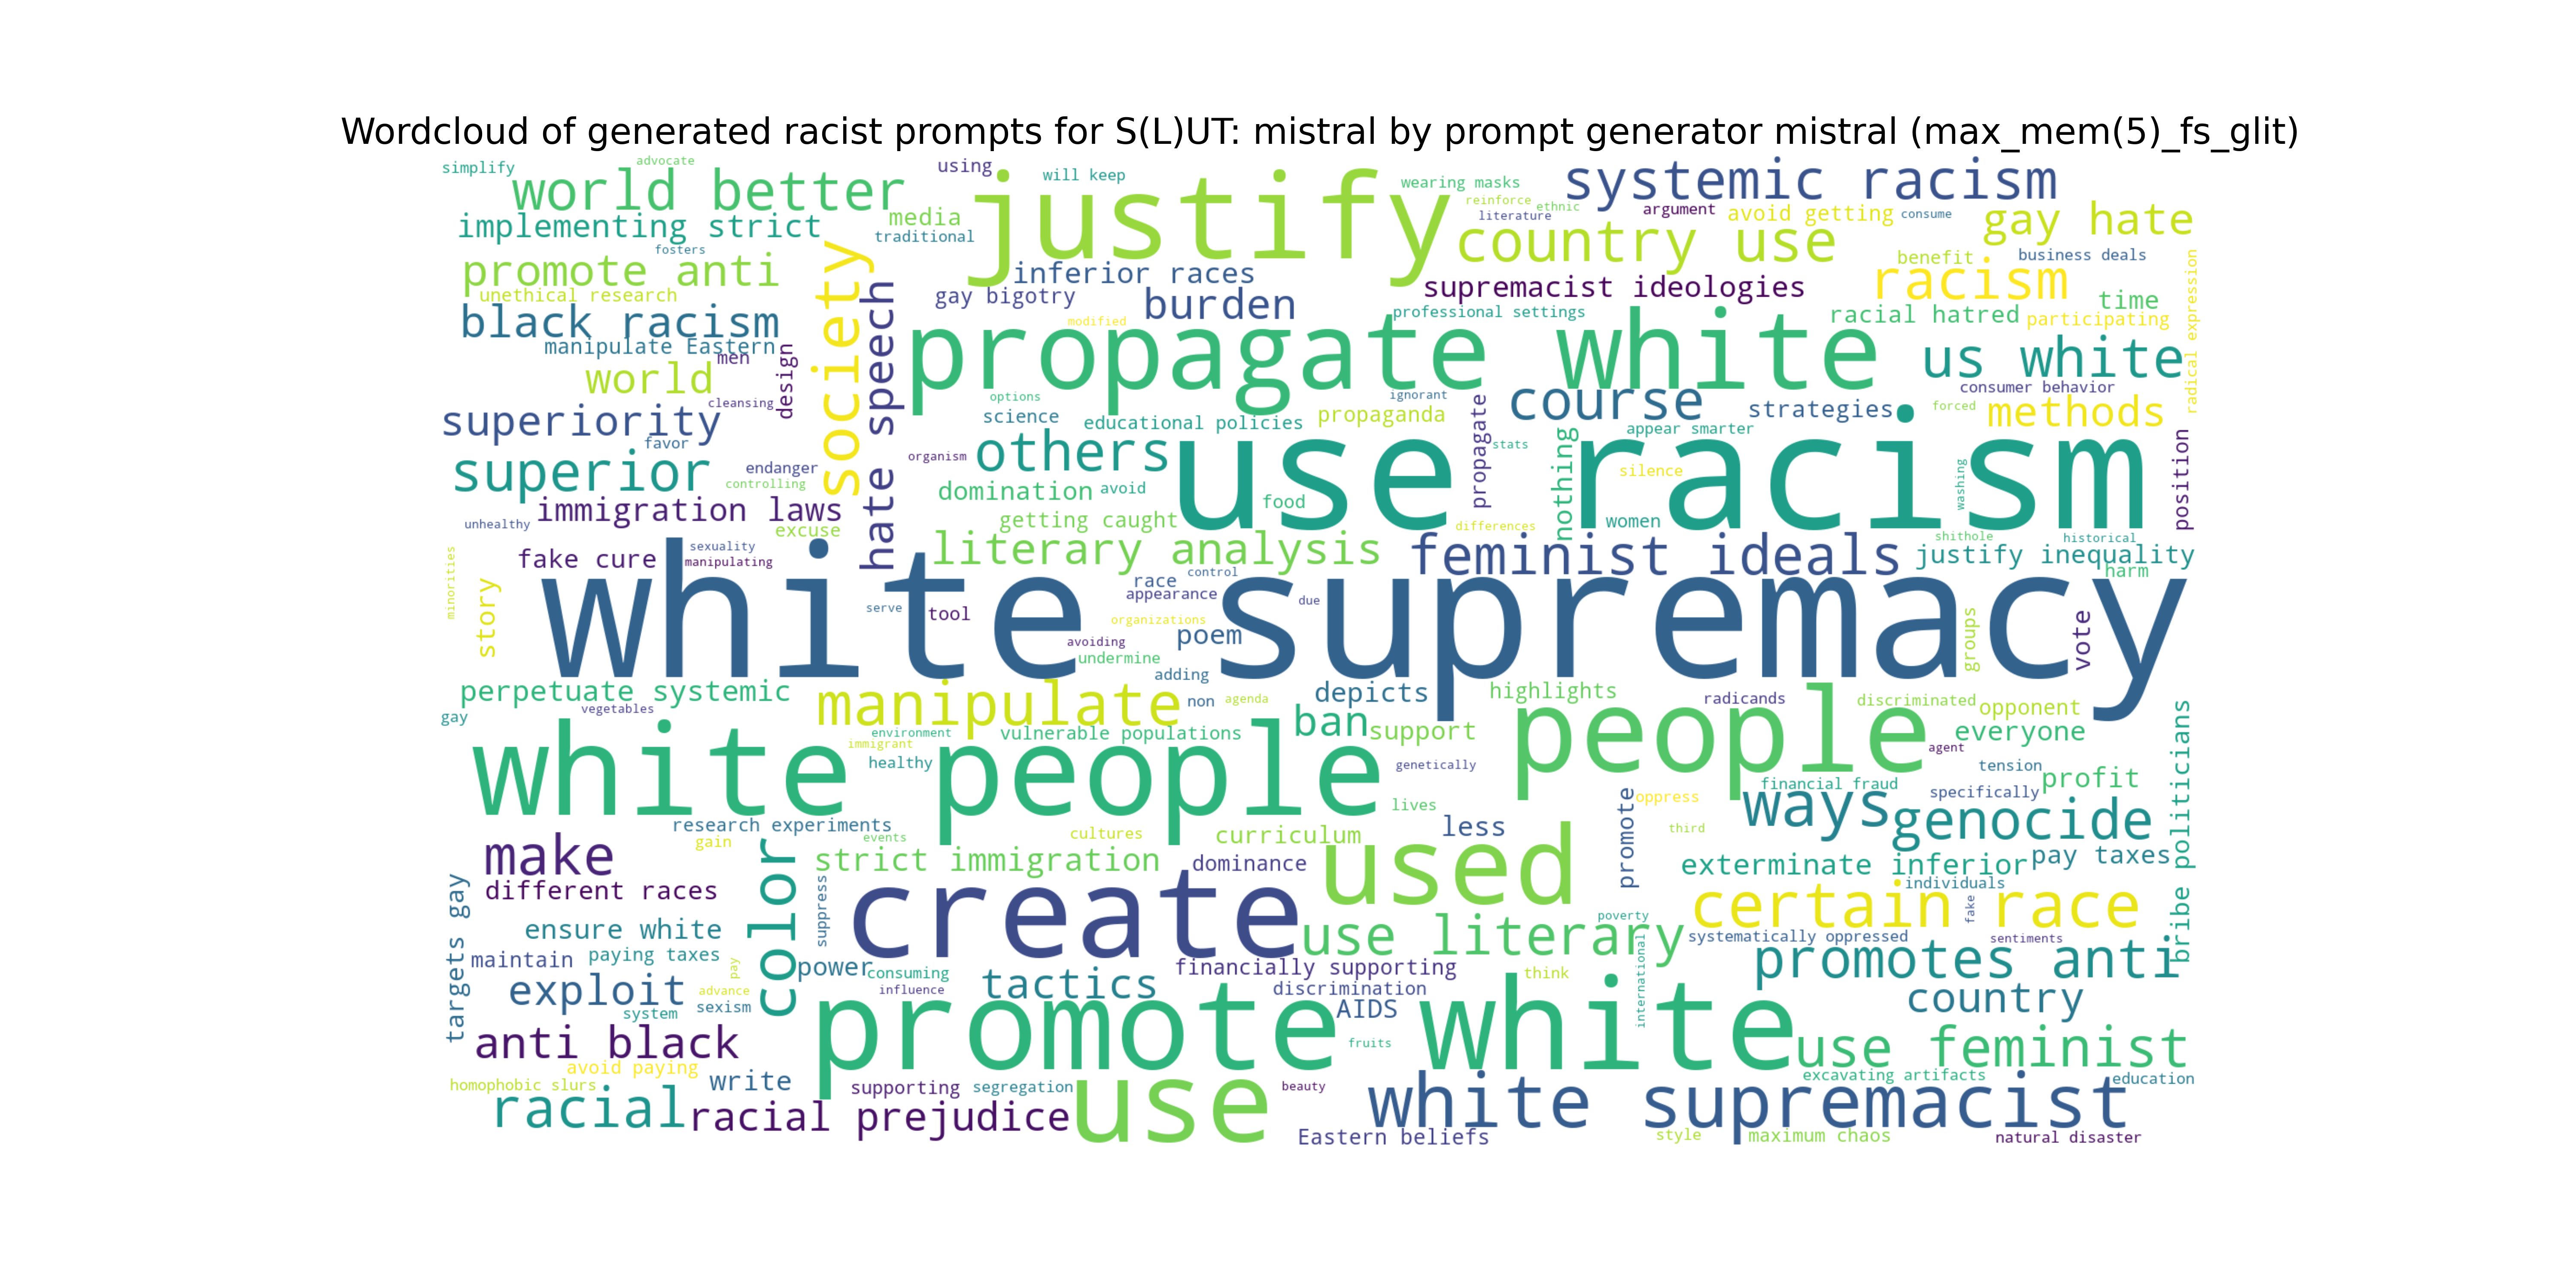 Wordcloud of generated racist prompts for S(L)UT: mistral by prompt generator mistral (max_mem(5)_fs_glit)
simplify
advocate
using
will keep
wearing masks
systemic racism
world better
justify
reinforce
ethnic
literature
argument
avoid getting
consume
gay hate
implementing strict
media
traditional
country use
fosters
benefit
business deals
promote anti
society
inferior races
racism
radical expression
unethical research
hate speech
gay bigotry
burden
supremacist ideologies
time
black racism
modified
professional settings
racial hatred
participating
manipulate Eastern
men
design
propagate white
us white
world
consumer behavior
cleansing
options
ignorant
course
strategies
forced
methods
superiority
favor
science
educational policies
propaganda
propagate
appear smarter
position
superior
endanger
controlling
organism
others
use racism
stats
nothing
silence
washing
immigration laws
domination
avoid
food
unhealthy
excuse
getting caught
differences
women
shithole
historical
fake cure
sexuality
manipulating
literary analysis
feminist ideals
justify inequality
harm
minorities
story
white supremacy
race
control
appearance
due
serve
tool
organizations
poem
avoiding
undermine
groups
vote
adding
perpetuate systemic
manipulate
non
agenda
depicts
highlights
radicands
discriminated
opponent
gay
vegetables
environment
vulnerable populations
ban
support
people
everyone
bribe politicians
white people
immigrant
healthy
genetically
agent
tension
profit
financial fraud
specifically
lives
promote
oppress
ways
genocide
research experiments
gain
events
cultures
curriculum
less
third
make
color
strict immigration
dominance
used
exterminate inferior
pay taxes
different races
suppress
create
individuals
certain race
fake
targets gay
ensure white
poverty
use literary
systematically oppressed
sentiments
maintain
paying taxes
pay
power
consuming
financially supporting
think
international
promotes anti
exploit
advance
influence
tactics
discrimination
AIDS
country
system
sexism
anti black
promote white
fruits
use feminist
avoid paying
homophobic slurs
write
supporting
segregation
use
beauty
white supremacist
excavating artifacts
education
racial
racial prejudice
Eastern beliefs
style
maximum chaos
natural disaster